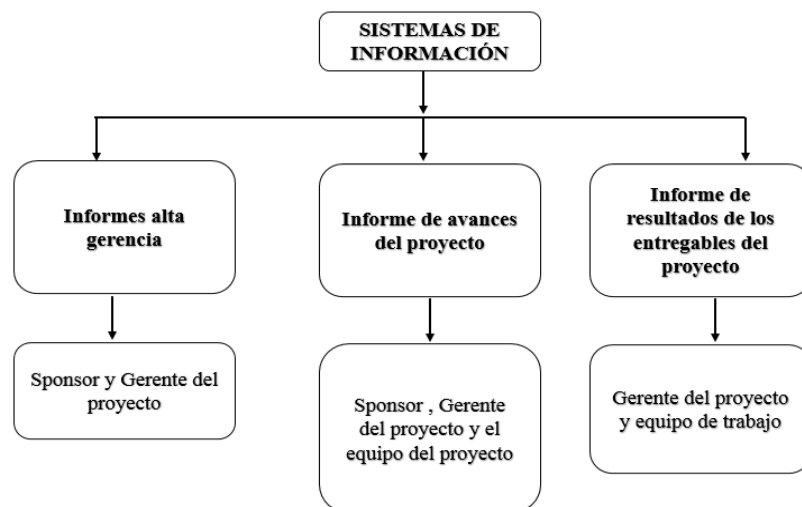 SISTEMAS DE
INFORMACIÓN
Informes alta
gerencia
Informe de avances
del proyecto
Informe de
resultados de los
entregables del
proyecto
Sponsor y Gerente del
proyecto
Sponsor , Gerente
del proyecto y el
equipo del proyecto
Gerente del proyecto
y equipo de trabajo